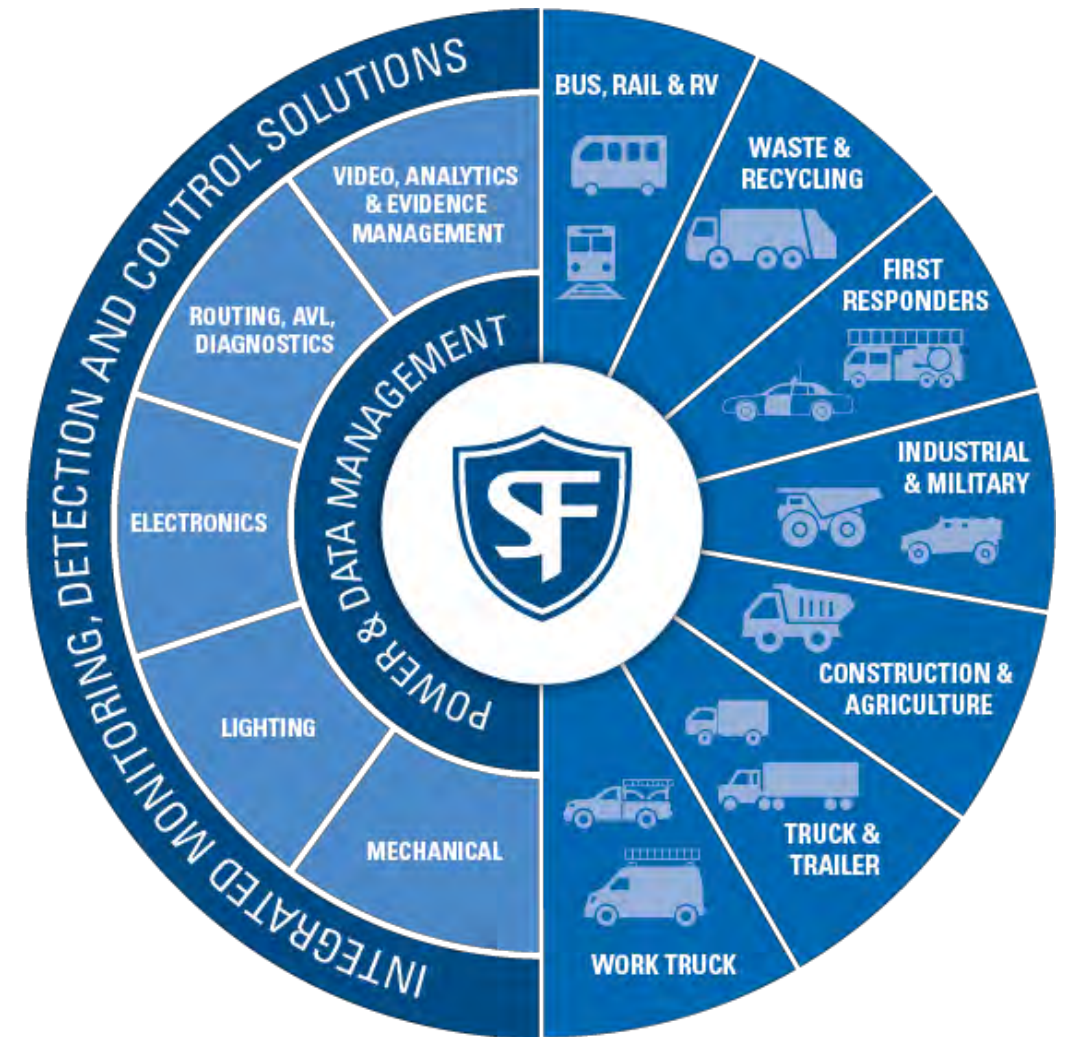 INTEGRATED MONITORING, DETECTION AND CONTROL SOLUTIONS
VIDEO, ANALYTICS
& EVIDENCE
MANAGEMENT
ROUTING, AVL,
DIAGNOSTICS
ELECTRONICS
LIGHTING
MECHANICAL
POWER & DATA MANAGEMENT
SF
BUS, RAIL & RV
WASTE &
RECYCLING
FIRST
RESPONDERS
INDUSTRIAL
& MILITARY
CONSTRUCTION &
AGRICULTURE
TRUCK &
TRAILER
WORK TRUCK